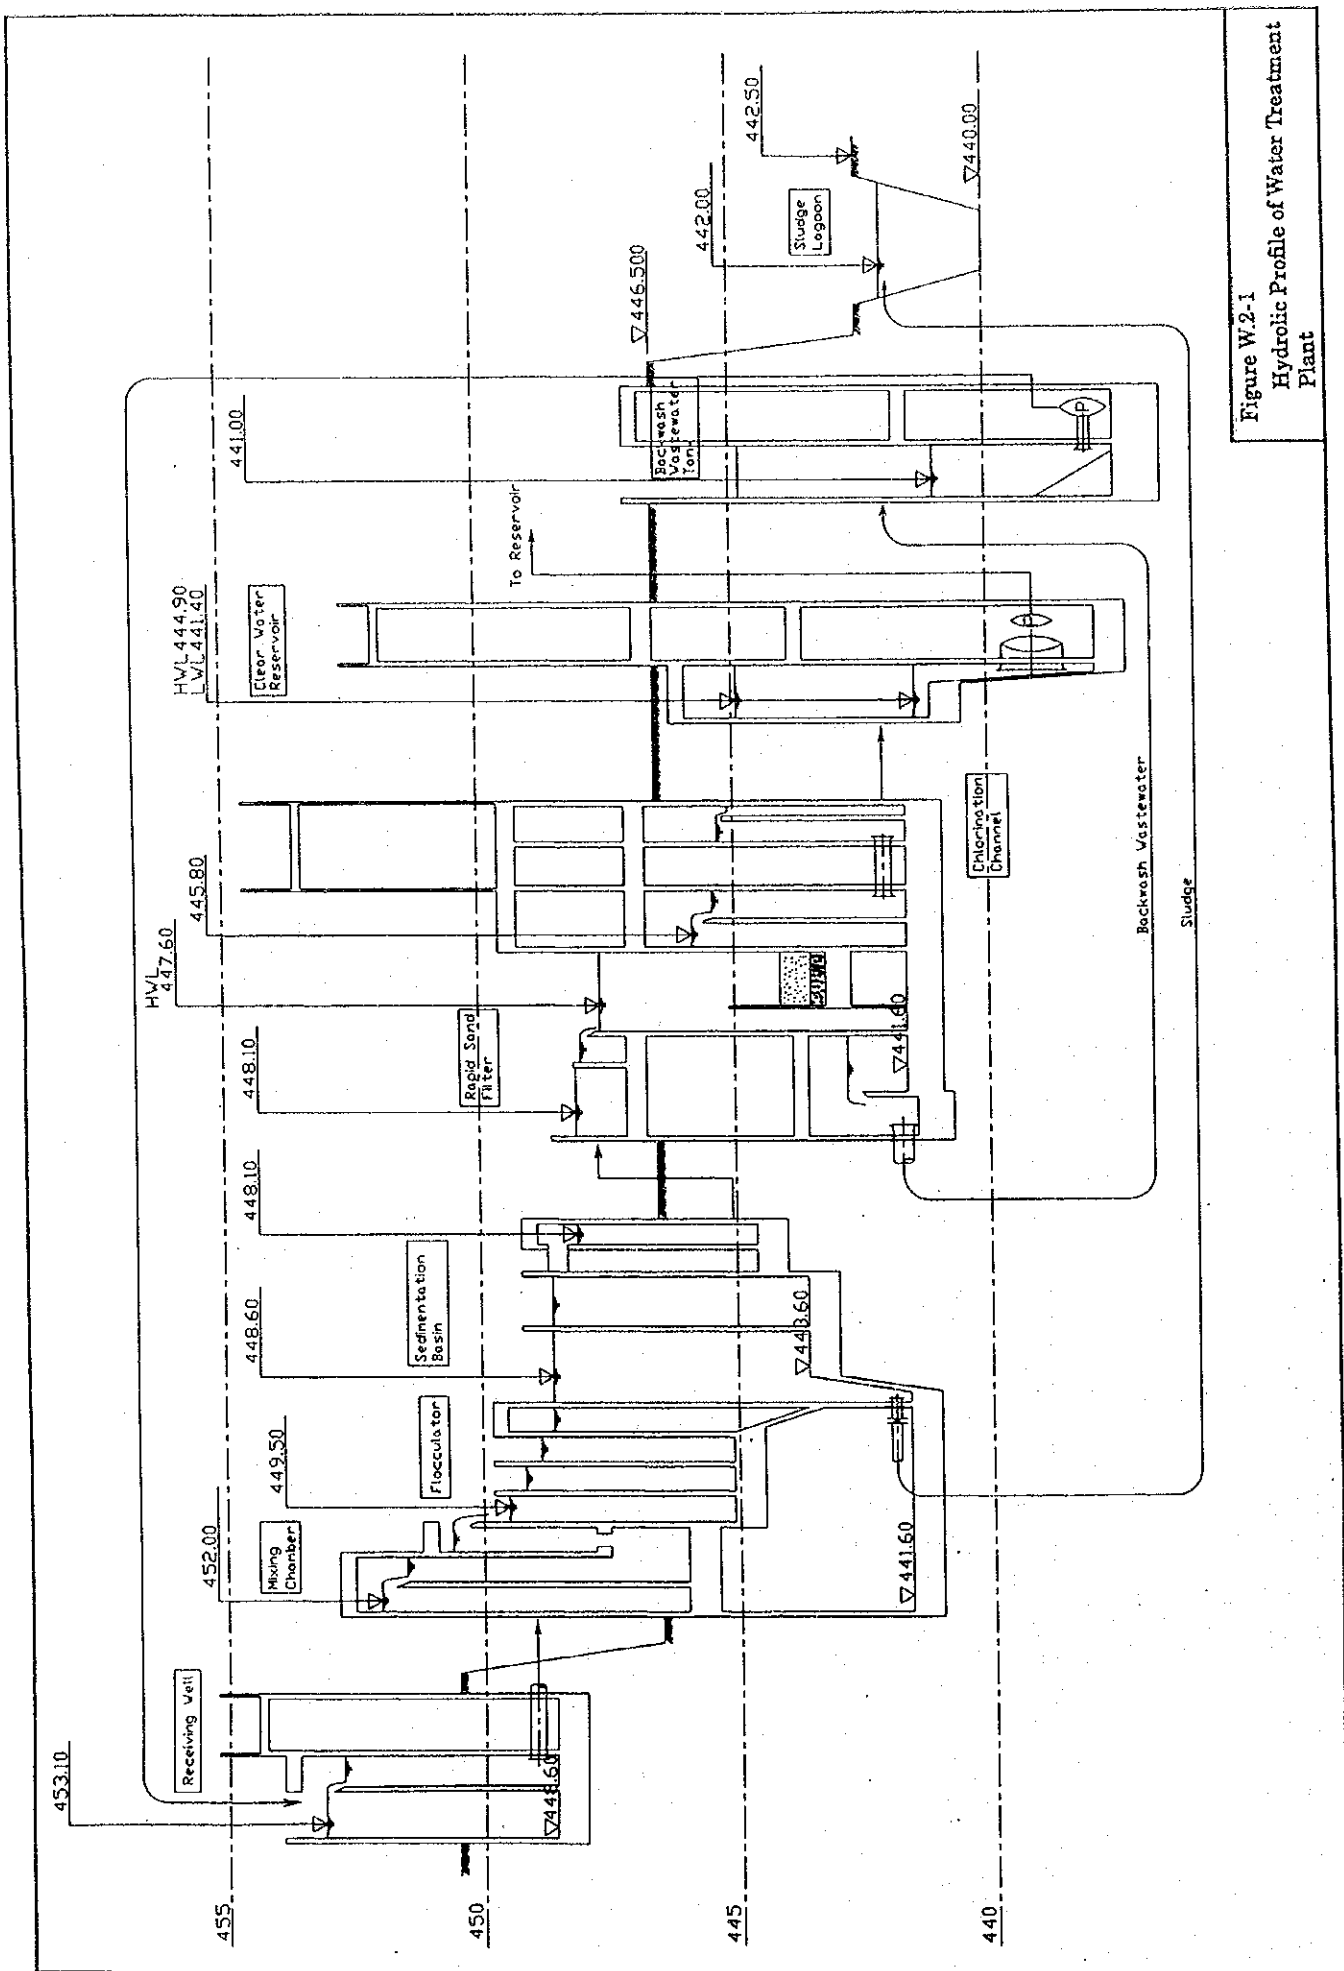 453.10
Receiving Well
448.60
452.00
Mixing
Chamber
441.60
449.50
Flocculator
448.60
Sedimentation
Basin
443.60
448.10
448.10
Rapid Sand
Filter
441.60
HWL
447.60
445.80
Chlorination
Channel
HWL 444.90
LWL 441.40
Clear Water
Reservoir
To Reservoir
441.00
Backwash
Wastewater
Tank
P
P
446.500
442.00
Sludge
Lagoon
442.50
440.00
Backwash Wastewater
Sludge
455
450
445
440
Figure W.2-1
Hydrolic Profile of Water Treatment
Plant